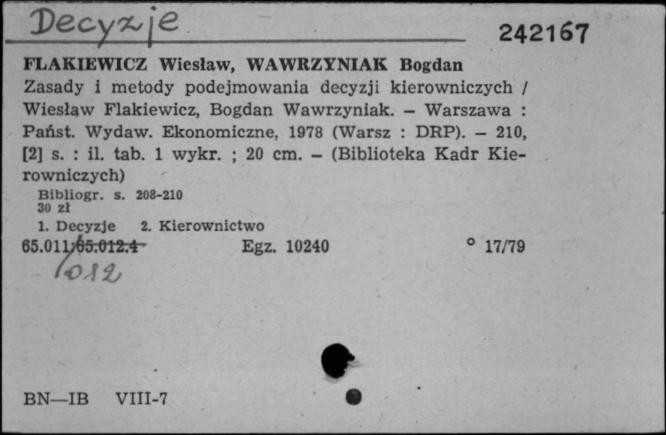 Decyzje
242167
FLAKIEWICZ Wiesław, WAWRZYNIAK Bogdan
Zasady i metody podejmowania decyzji kierowniczych /
Wiesław Flakiewicz, Bogdan Wawrzyniak. — Warszawa :
Państ. Wydaw. Ekonomiczne, 1978 (Warsz : DRP). — 210,
[2] s. : il. tab. 1 wykr. ; 20 cm. — (Biblioteka Kadr Kie-
rowniczych)
Bibliogr. s. 208-210
30 zł
1. Decyzje 2. Kierownictwo
65.011:65.012.4 Egz. 10240 ° 17/79
/012
BN—IB VIII-7